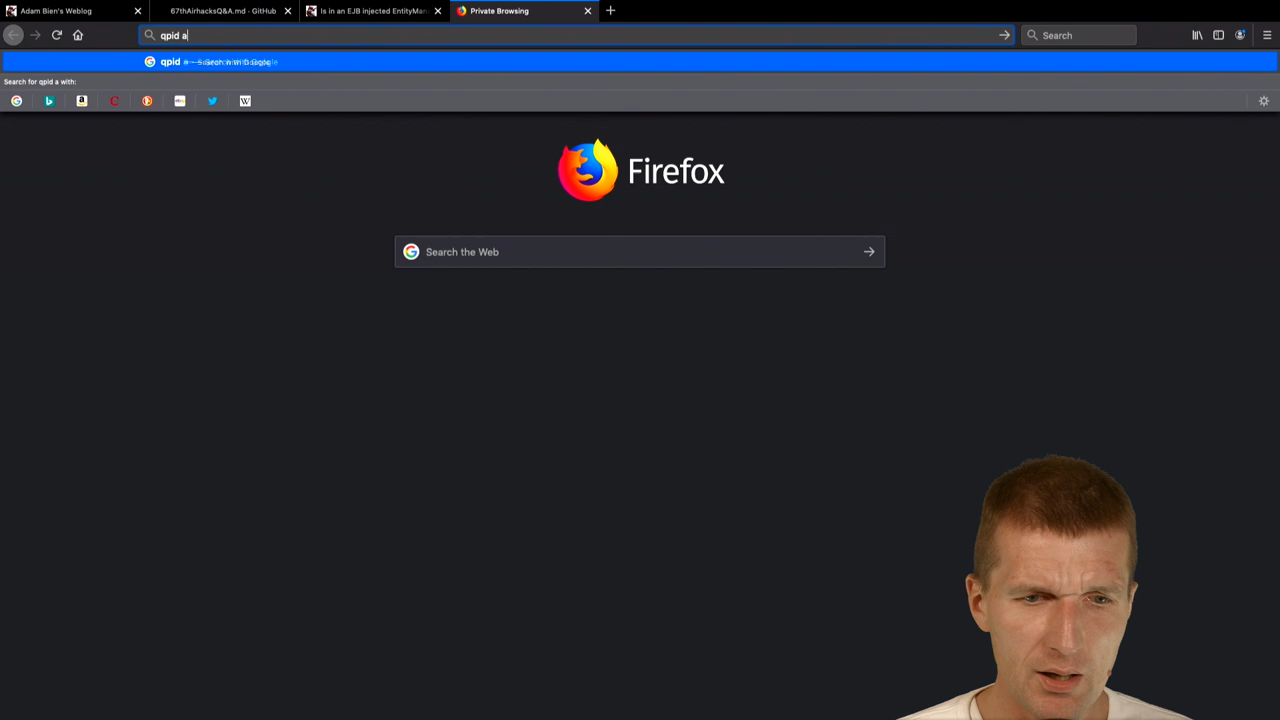 Adam Bien's Weblog
67thAirhacksQ&A.md - GitHub
Is in an EJB injected EntityMan
Private Browsing
qpid a
Search
qpid
Search for qpid a with:
Firefox
Search the Web